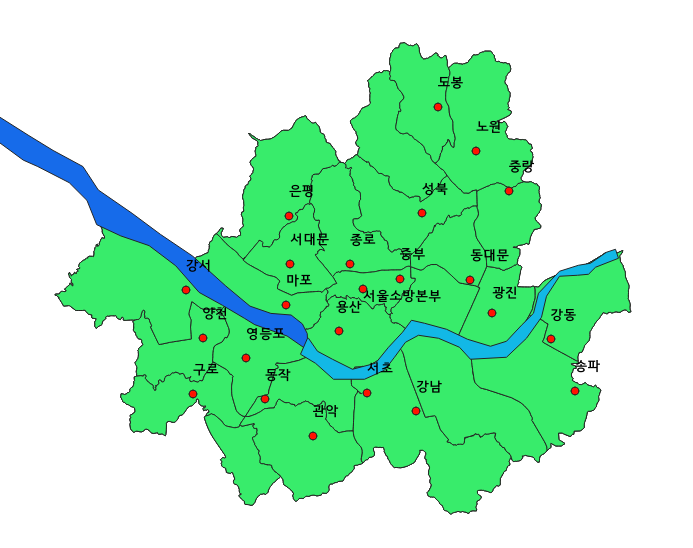 도봉
노원
중랑
은평
성북
서대문
종로
중부
동대문
강서
마포
서울소방본부
광진
용산
양천
강동
영등포
구로
동작
서초
송파
강남
관악